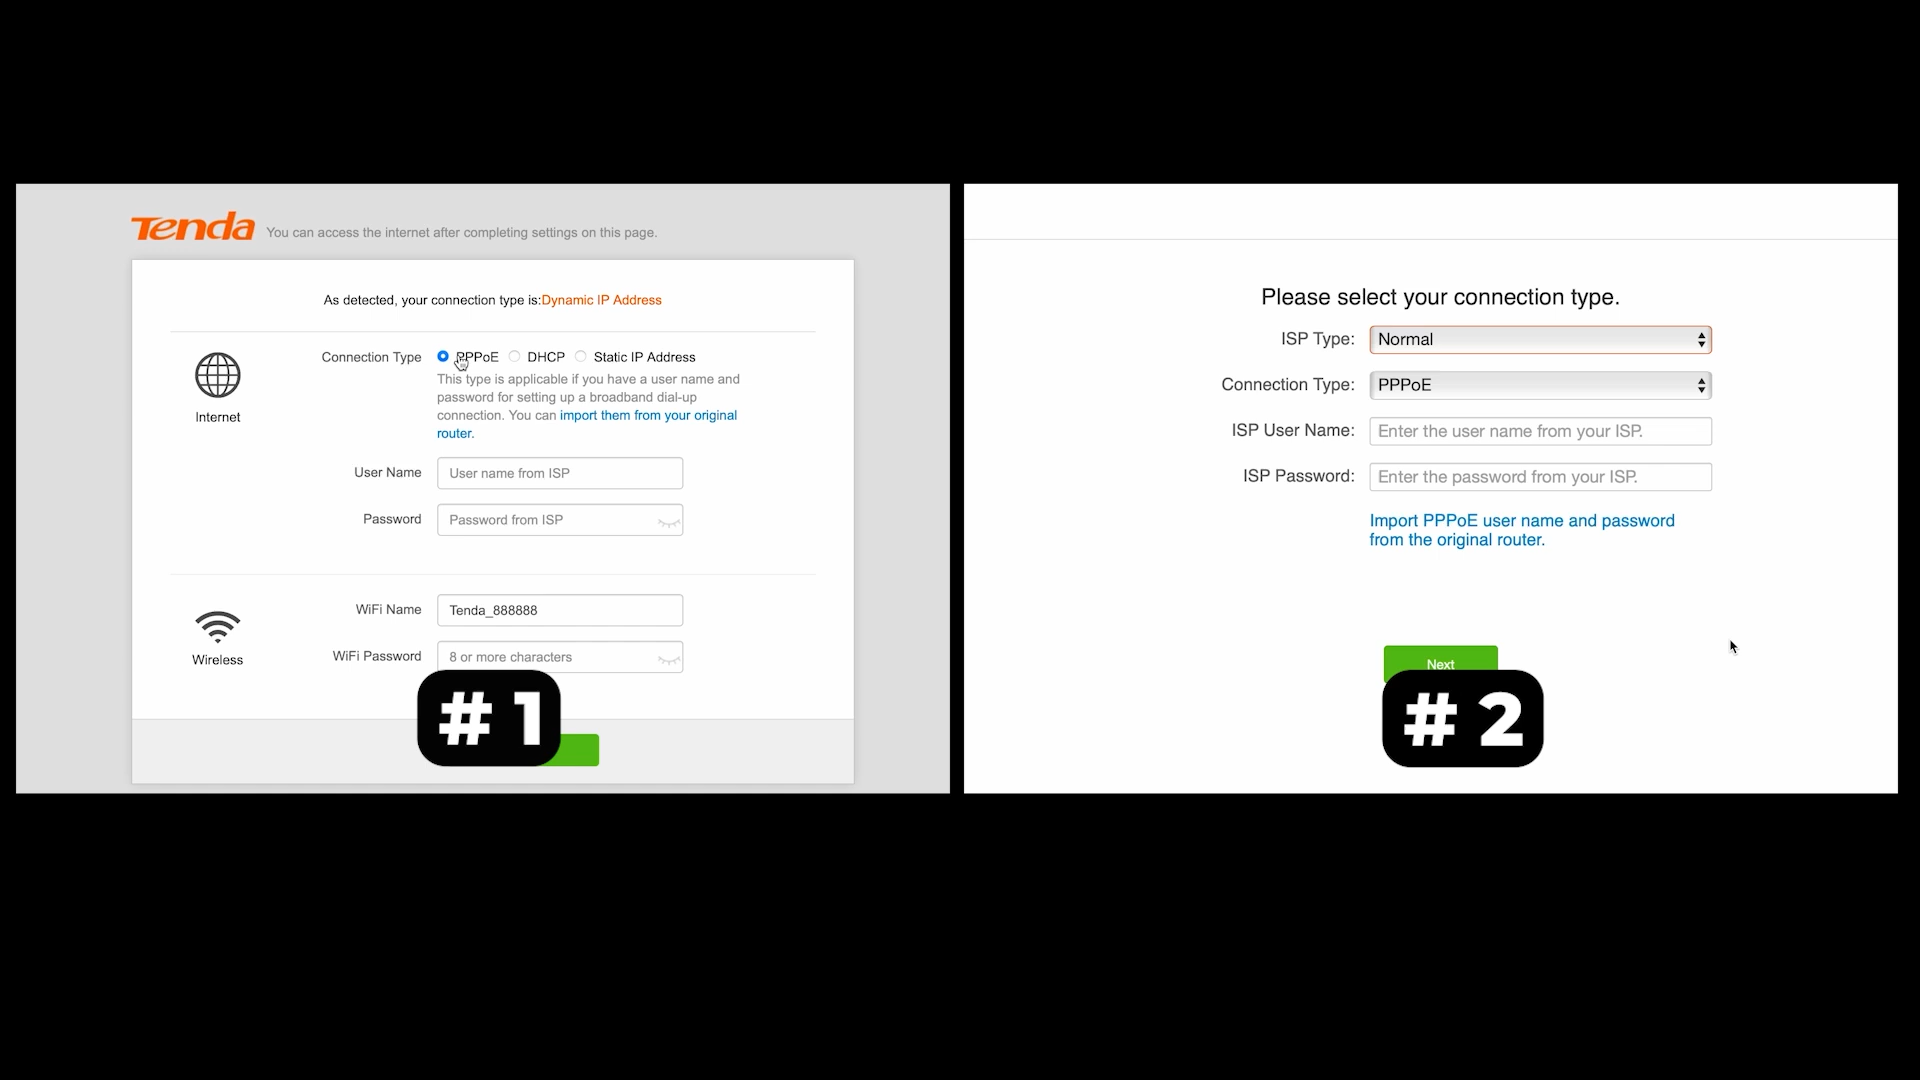 Tenda You can access the internet after completing settings on this page.
As detected, your connection type is:Dynamic IP Address
Connection Type PPPoE DHCP Static IP Address
This type is applicable if you have a user name and
password for setting up a broadband dial-up
connection. You can import them from your original
router.
Internet
User Name User name from ISP
Password Password from ISP
WiFi Name Tenda_888888
Wireless
WiFi Password 8 or more characters
# 1
Please select your connection type.
ISP Type: Normal
Connection Type: PPPoE
ISP User Name: Enter the user name from your ISP.
ISP Password: Enter the password from your ISP.
Import PPPoE user name and password
from the original router.
Next
# 2